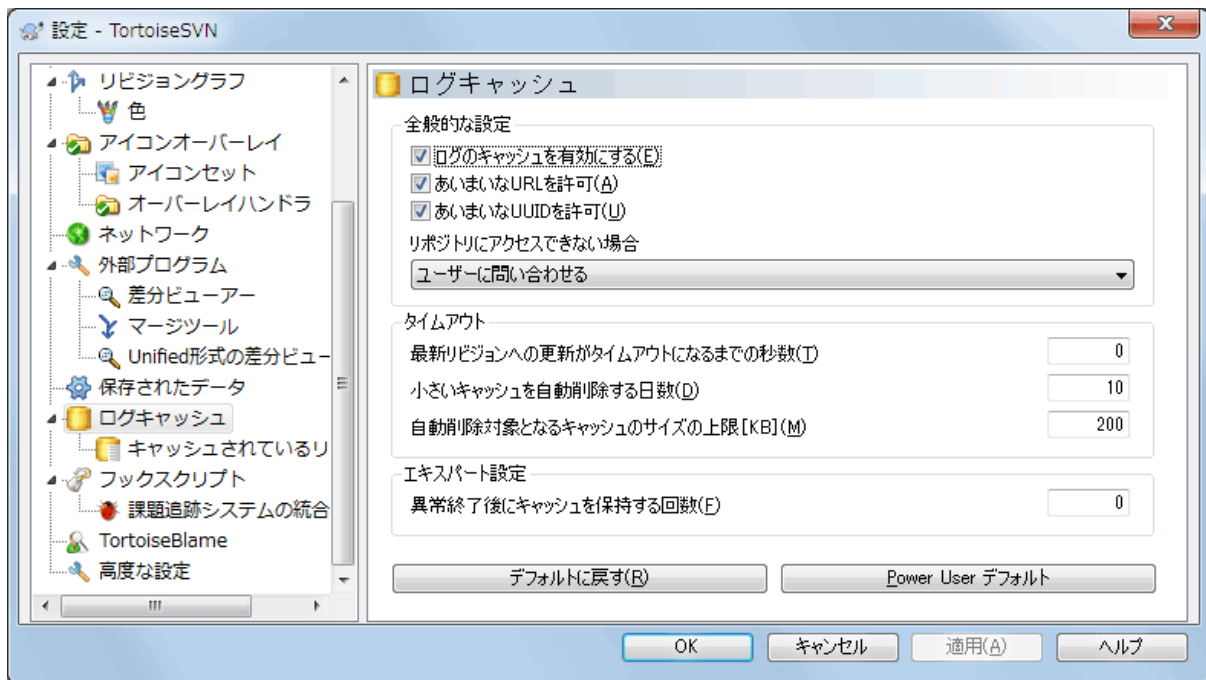 設定 - TortoiseSVN
リビジョングラフ
色
アイコンオーバーレイ
アイコンセット
オーバーレイハンドラ
ネットワーク
外部プログラム
差分ビューアー
マージツール
Unified形式の差分ビュー
保存されたデータ
ログキャッシュ
キャッシュされているリ
フックスクリプト
課題追跡システムの統合
TortoiseBlame
高度な設定
ログキャッシュ
全般的な設定
ログのキャッシュを有効にする(E)
あいまいなURLを許可(A)
あいまいなUUIDを許可(U)
リポジトリにアクセスできない場合
ユーザーに問い合わせる
タイムアウト
最新リビジョンへの更新がタイムアウトになるまでの秒数(T) 0
小さいキャッシュを自動削除する日数(D) 10
自動削除対象となるキャッシュのサイズの上限[KB](M) 200
エキスパート設定
異常終了後にキャッシュを保持する回数(F) 0
デフォルトに戻す(R) Power User デフォルト
OK キャンセル 適用(A) ヘルプ